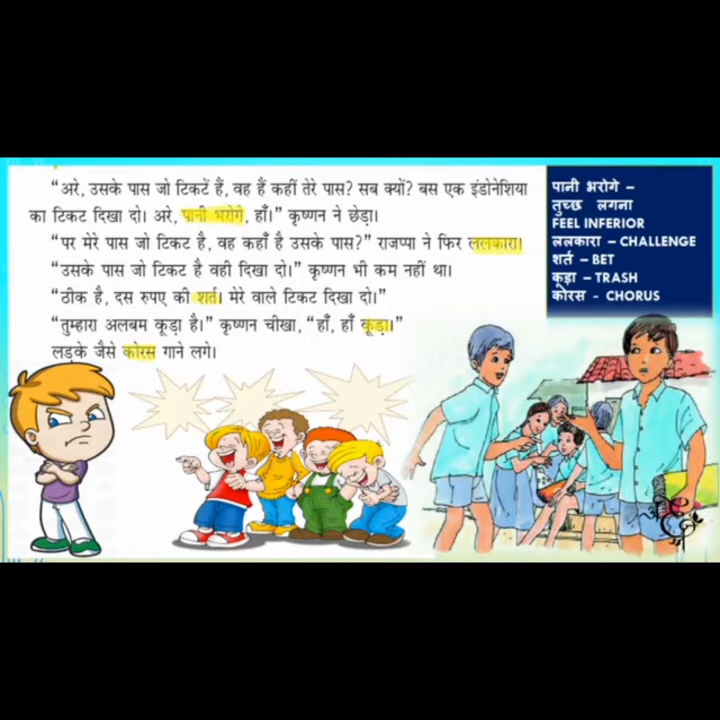 “अरे, उसके पास जो टिकटें हैं, वह हैं कहीं तेरे पास? सब क्यों? बस एक इंडोनेशिया
का टिकट दिखा दो। अरे, पानी भरोगे, हाँ।” कृष्णन ने छेड़ा।
“पर मेरे पास जो टिकट है, वह कहाँ है उसके पास?” राजप्पा ने फिर ललकारा।
“उसके पास जो टिकट है वही दिखा दो।” कृष्णन भी कम नहीं था।
“ठीक है, दस रुपए की शर्त। मेरे वाले टिकट दिखा दो।”
“तुम्हारा अलबम कूड़ा है।” कृष्णन चीखा, “हाँ, हाँ कूड़ा।”
लड़के जैसे कोरस गाने लगे।
पानी भरोगे –
तुच्छ लगना
FEEL INFERIOR
ललकारा – CHALLENGE
शर्त – BET
कूड़ा – TRASH
कोरस - CHORUS